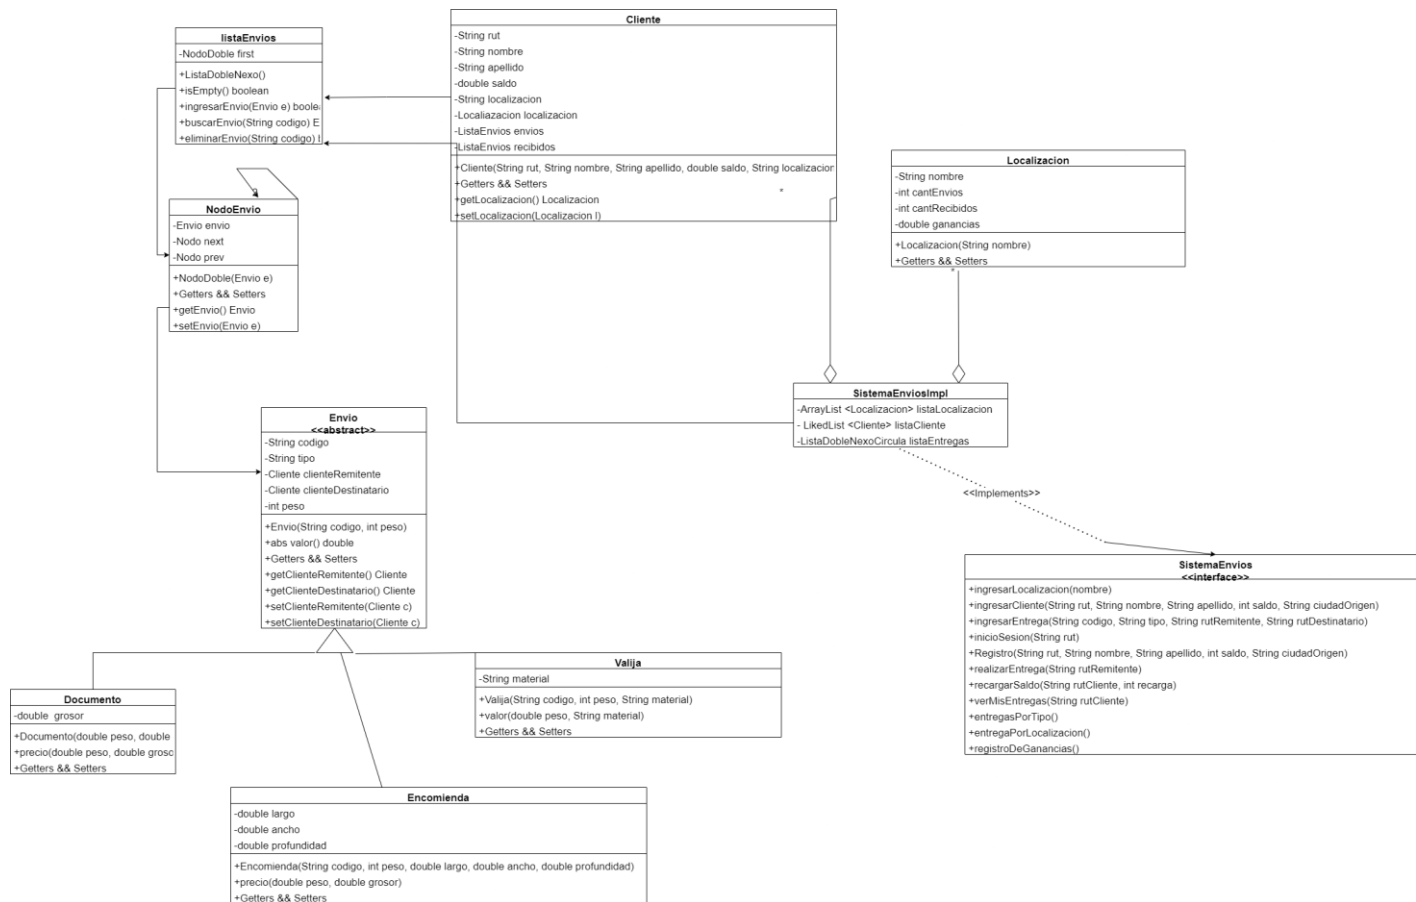 listaEnvios
-NodoDoble first
+ListaDobleNexo()
+isEmpty() boolean
+ingresarEnvio(Envio e) boolea
+buscarEnvio(String codigo) E
+eliminarEnvio(String codigo) b
Cliente
-String rut
-String nombre
-String apellido
-double saldo
-String localizacion
-Localiazacion localizacion
-ListaEnvios envios
-ListaEnvios recibidos
+Cliente(String rut, String nombre, String apellido, double saldo, String localizacion
+Getters && Setters
+getLocalizacion() Localizacion
+setLocalizacion(Localizacion l)
*
Localizacion
-String nombre
-int cantEnvios
-int cantRecibidos
-double ganancias
+Localizacion(String nombre)
+Getters && Setters
*
NodoEnvio
-Envio envio
-Nodo next
-Nodo prev
+NodoDoble(Envio e)
+Getters && Setters
+getEnvio() Envio
+setEnvio(Envio e)
SistemaEnviosImpl
-ArrayList <Localizacion> listaLocalizacion
- LikedList <Cliente> listaCliente
-ListaDobleNexoCircula listaEntregas
Envio
<<abstract>>
-String codigo
-String tipo
-Cliente clienteRemitente
-Cliente clienteDestinatario
-int peso
+Envio(String codigo, int peso)
+abs valor() double
+Getters && Setters
+getClienteRemitente() Cliente
+getClienteDestinatario() Cliente
+setClienteRemitente(Cliente c)
+setClienteDestinatario(Cliente c)
<<Implements>>
SistemaEnvios
<<interface>>
+ingresarLocalizacion(nombre)
+ingresarCliente(String rut, String nombre, String apellido, int saldo, String ciudadOrigen)
+ingresarEntrega(String codigo, String tipo, String rutRemitente, String rutDestinatario)
+inicioSesion(String rut)
+Registro(String rut, String nombre, String apellido, int saldo, String ciudadOrigen)
+realizarEntrega(String rutRemitente)
+recargarSaldo(String rutCliente, int recarga)
+verMisEntregas(String rutCliente)
+entregasPorTipo()
+entregaPorLocalizacion()
+registroDeGanancias()
Documento
-double grosor
+Documento(double peso, double
+precio(double peso, double groso
+Getters && Setters
Valija
-String material
+Valija(String codigo, int peso, String material)
+valor(double peso, String material)
+Getters && Setters
Encomienda
-double largo
-double ancho
-double profundidad
+Encomienda(String codigo, int peso, double largo, double ancho, double profundidad)
+precio(double peso, double grosor)
+Getters && Setters